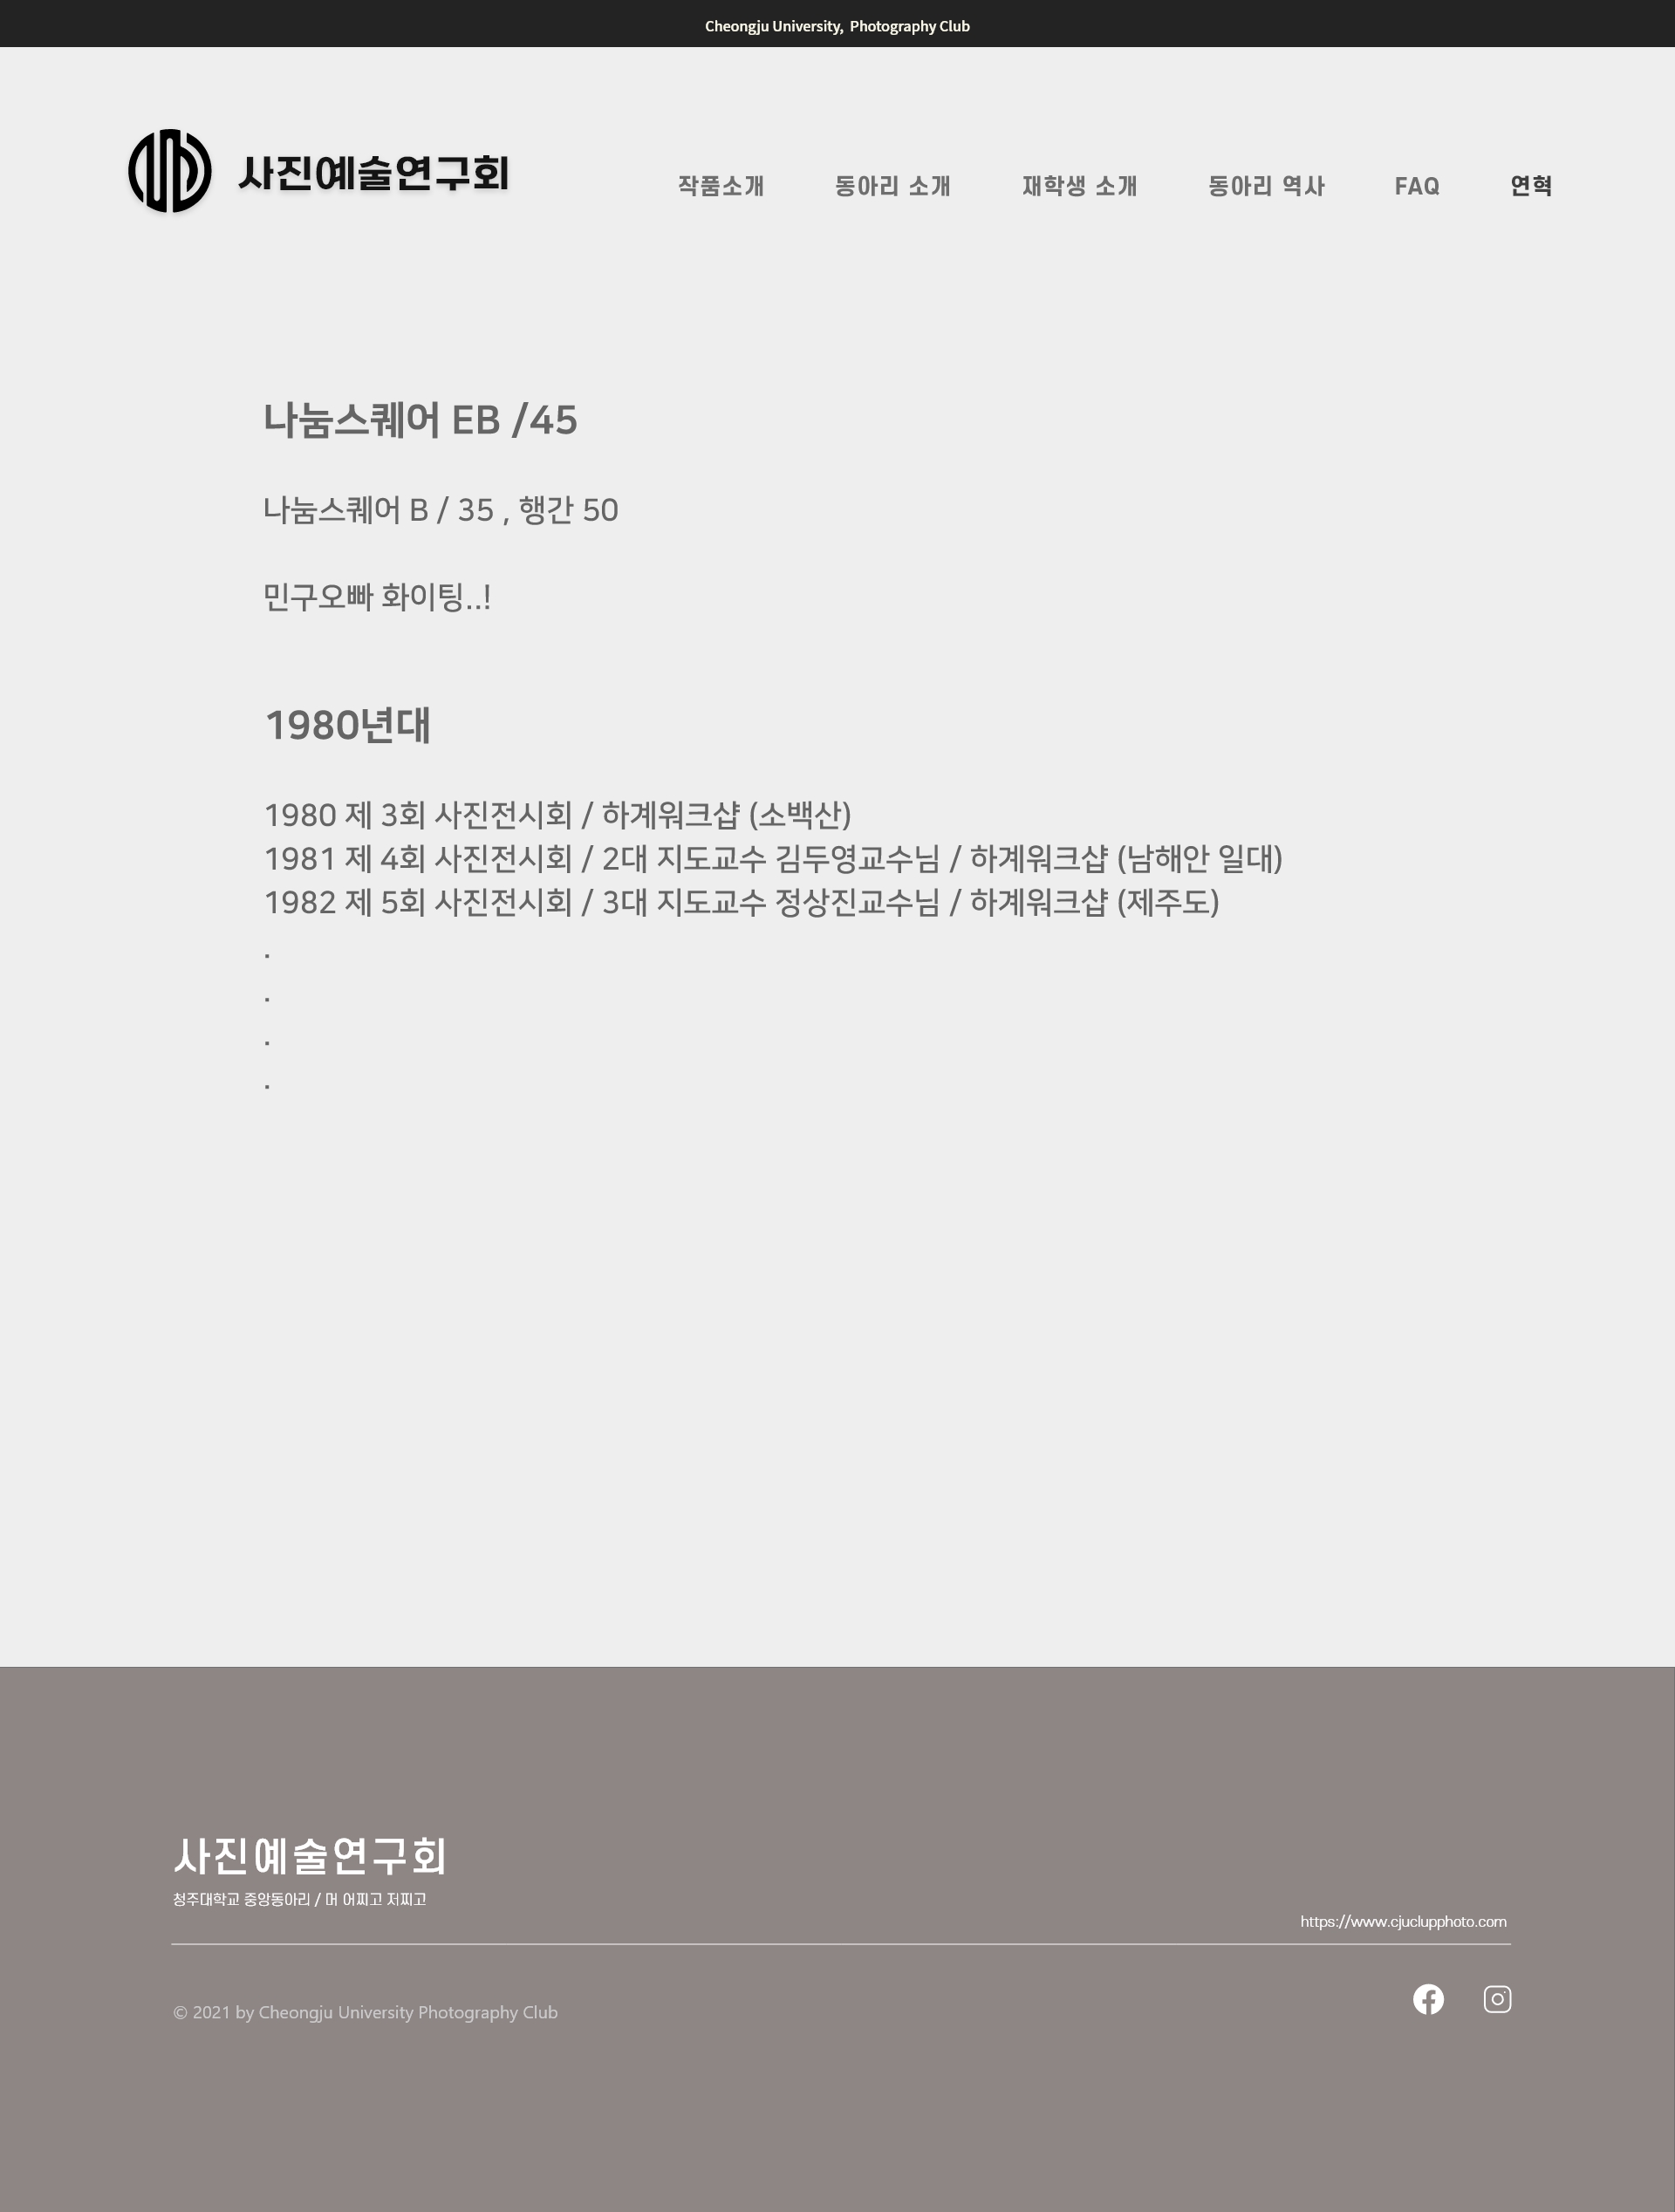 Cheongju University, Photography Club
사진예술연구회
작품소개 동아리 소개 재학생 소개 동아리 역사 FAQ 연혁
나눔스퀘어 EB /45
나눔스퀘어 B / 35 , 행간 50
민구오빠 화이팅..!
1980년대
1980 제 3회 사진전시회 / 하계워크샵 (소백산)
1981 제 4회 사진전시회 / 2대 지도교수 김두영교수님 / 하계워크샵 (남해안 일대)
1982 제 5회 사진전시회 / 3대 지도교수 정상진교수님 / 하계워크샵 (제주도)
.
.
.
.
사진예술연구회
청주대학교 중앙동아리 / 머 어찌고 저찌고
https://www.cjuclupphoto.com
© 2021 by Cheongju University Photography Club